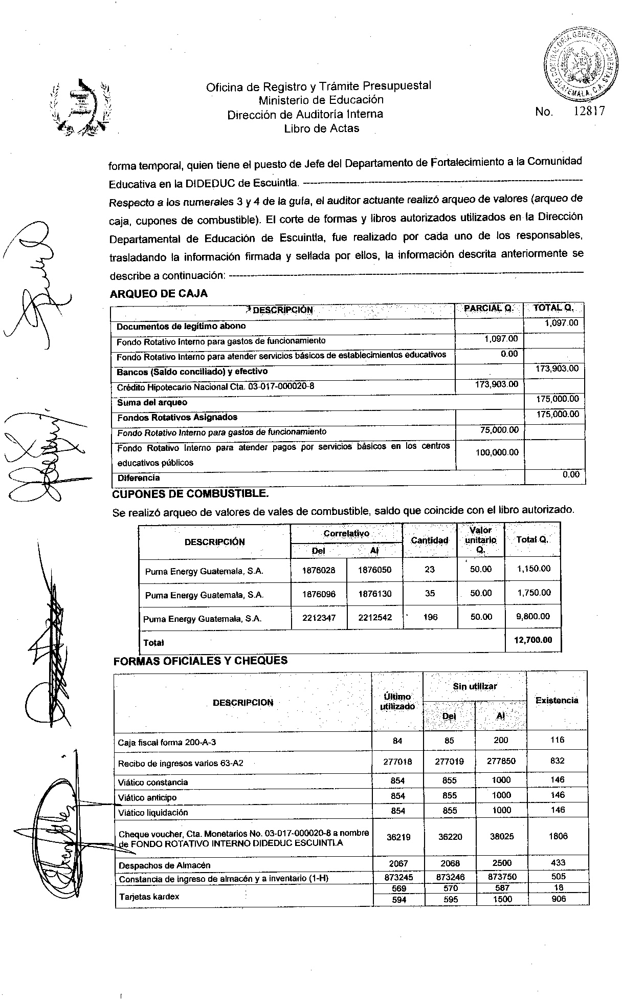 CONTRALORIA GENERAL DE CUENTAS
GUATEMALA, C.A.
Oficina de Registro y Trámite Presupuestal
Ministerio de Educación
Dirección de Auditoría Interna
Libro de Actas
No. 12817
forma temporal, quien tiene el puesto de Jefe del Departamento de Fortalecimiento a la Comunidad
Educativa en la DIDEDUC de Escuintla. ---
Respecto a los numerales 3 y 4 de la guía, el auditor actuante realizó arqueo de valores (arqueo de
caja, cupones de combustible). El corte de formas y libros autorizados utilizados en la Dirección
Departamental de Educación de Escuintla, fue realizado por cada uno de los responsables,
trasladando la información firmada y sellada por ellos, la información descrita anteriormente se
describe a continuación: ---
ARQUEO DE CAJA
DESCRIPCIÓN PARCIAL Q. TOTAL Q.
Documentos de legítimo abono 1,097.00
Fondo Rotativo Interno para gastos de funcionamiento 1,097.00
Fondo Rotativo Interno para atender servicios básicos de establecimientos educativos 0.00
Bancos (Saldo conciliado) y efectivo 173,903.00
Crédito Hipotecario Nacional Cta. 03-017-000020-8 173,903.00
Suma del arqueo 175,000.00
Fondos Rotativos Asignados 175,000.00
Fondo Rotativo Interno para gastos de funcionamiento 75,000.00
Fondo Rotativo Interno para atender pagos por servicios básicos en los centros
educativos públicos 100,000.00
Diferencia 0.00
CUPONES DE COMBUSTIBLE.
Se realizó arqueo de valores de vales de combustible, saldo que coincide con el libro autorizado.
DESCRIPCIÓN Correlativo Cantidad Valor unitario Q. Total Q.
Del Al
Puma Energy Guatemala, S.A. 1876028 1876050 23 50.00 1,150.00
Puma Energy Guatemala, S.A. 1876096 1876130 35 50.00 1,750.00
Puma Energy Guatemala, S.A. 2212347 2212542 196 50.00 9,800.00
Total 12,700.00
FORMAS OFICIALES Y CHEQUES
DESCRIPCION Último utilizado Sin utilizar Existencia
Del Al
Caja fiscal forma 200-A-3 84 85 200 116
Recibo de ingresos varios 63-A2 277018 277019 277850 832
Viático constancia 854 855 1000 146
Viático anticipo 854 855 1000 146
Viático liquidación 854 855 1000 146
Cheque voucher, Cta. Monetarios No. 03-017-000020-8 a nombre
de FONDO ROTATIVO INTERNO DIDEDUC ESCUINTLA 36219 36220 38025 1806
Despachos de Almacén 2067 2068 2500 433
Constancia de ingreso de almacén y a inventario (1-H) 873245 873246 873750 505
Tarjetas kardex 569 570 587 18
594 595 1500 906